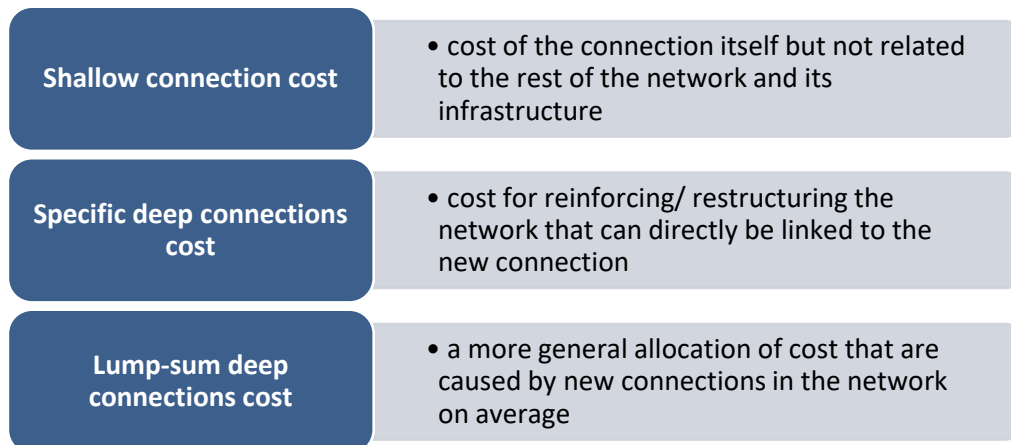 Shallow connection cost
• cost of the connection itself but not related
to the rest of the network and its
infrastructure
Specific deep connections
cost
• cost for reinforcing/ restructuring the
network that can directly be linked to the
new connection
Lump-sum deep
connections cost
• a more general allocation of cost that are
caused by new connections in the network
on average